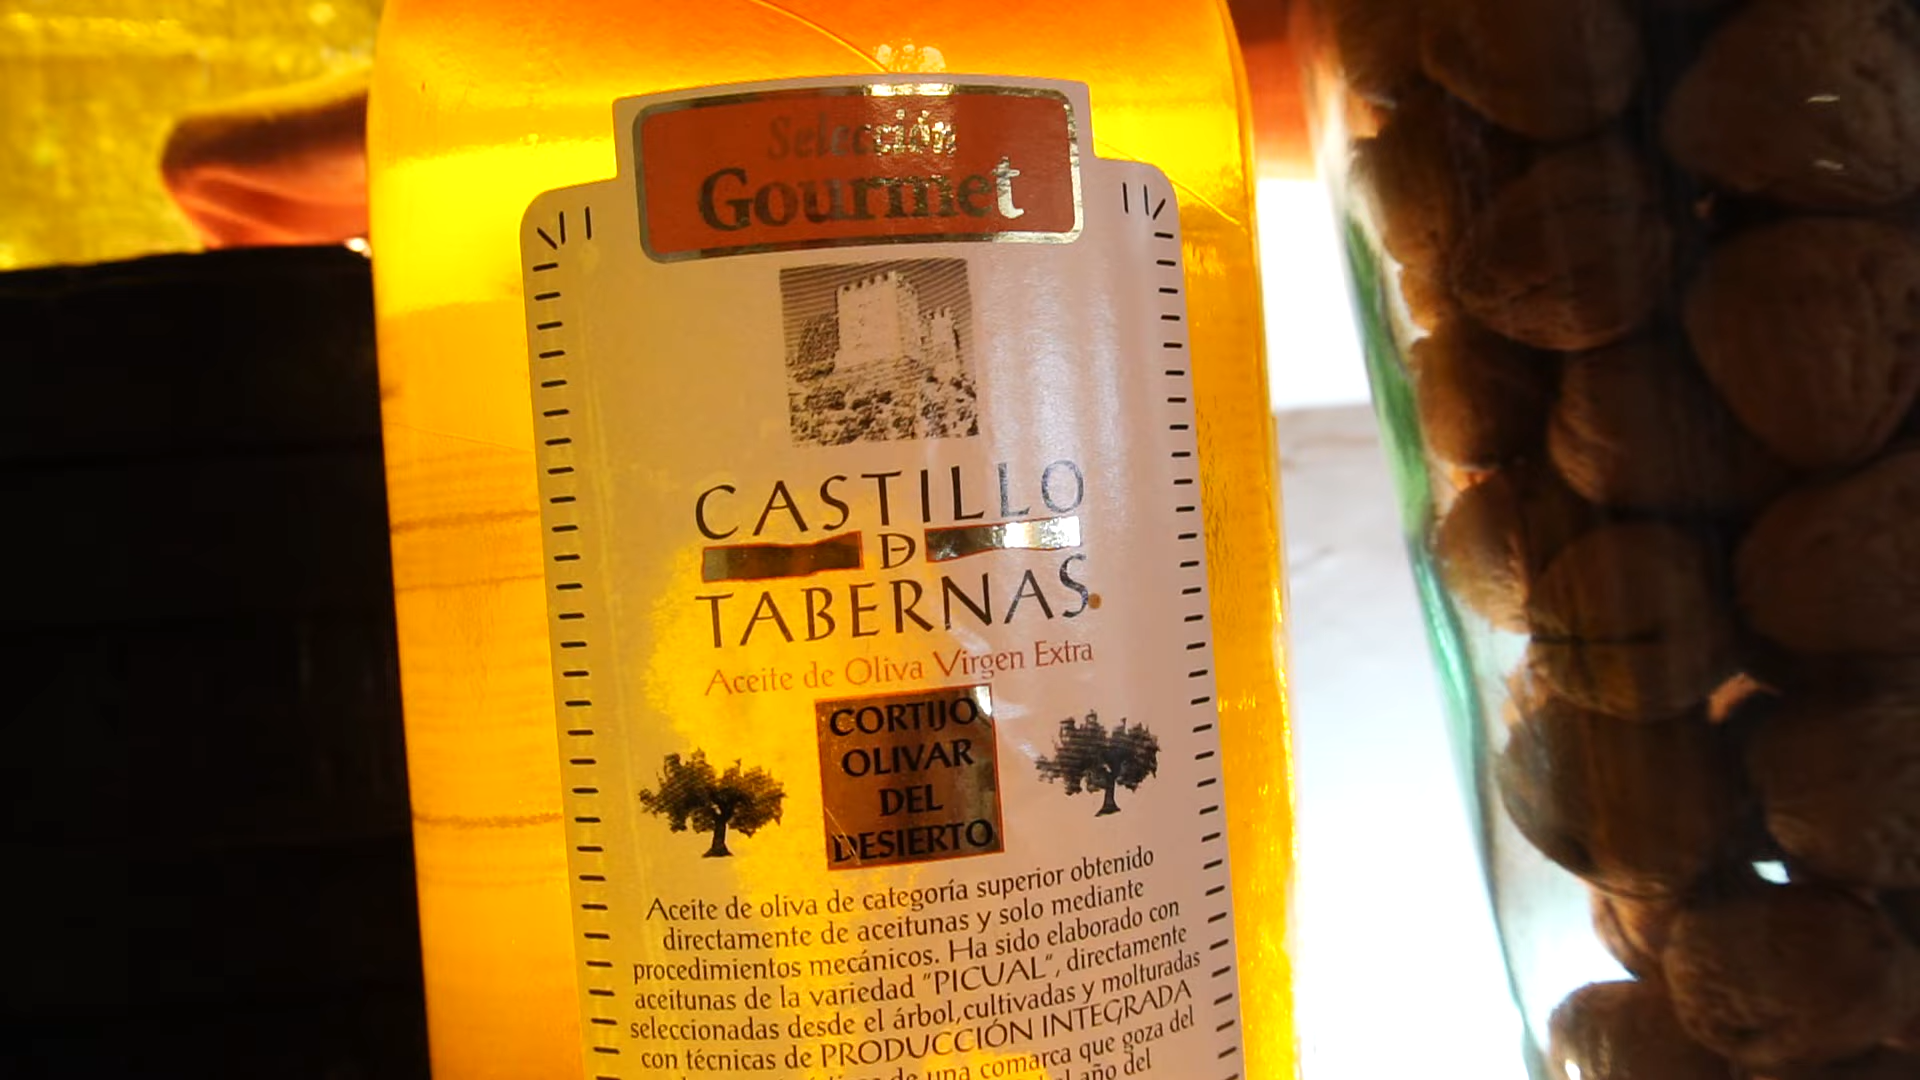 Selección
Gourmet
CASTILLO
D
TABERNAS
Aceite de Oliva Virgen Extra
CORTIJO
OLIVAR
DEL
DESIERTO
Aceite de oliva de categoría superior obtenido
directamente de aceitunas y solo mediante
procedimientos mecánicos. Ha sido elaborado con
aceitunas de la variedad "PICUAL", directamente
seleccionadas desde el árbol, cultivadas y molturadas
con técnicas de PRODUCCIÓN INTEGRADA
de una comarca que goza del
año del